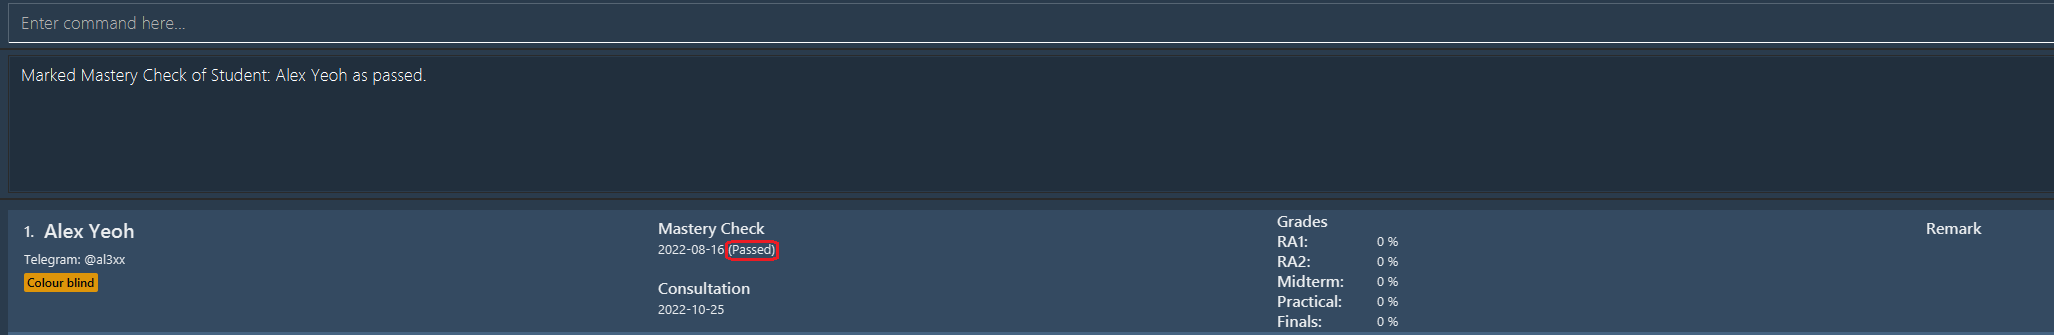 Enter command here...
Marked Mastery Check of Student: Alex Yeoh as passed.
1. Alex Yeoh
Telegram: @al3xx
Colour blind
Mastery Check
2022-08-16 (Passed)
Consultation
2022-10-25
Grades
RA1: 0 %
RA2: 0 %
Midterm: 0 %
Practical: 0 %
Finals: 0 %
Remark